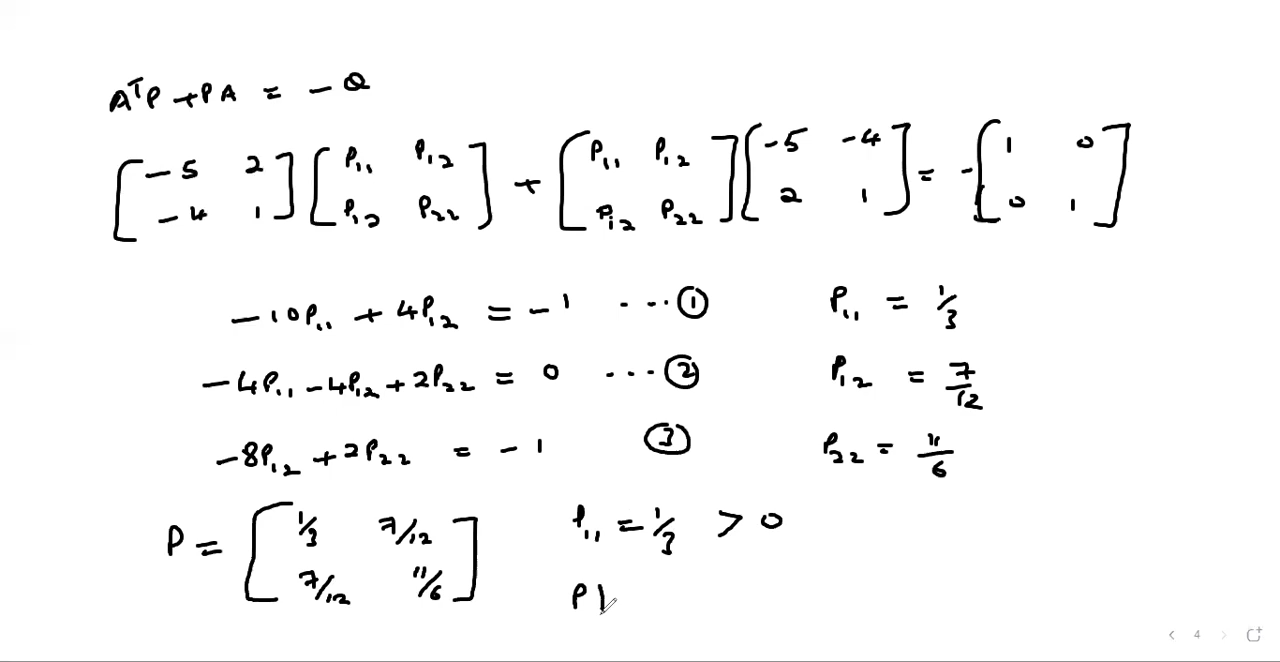 AᵀP + PA = - Q
[-5 2; -4 1] [P₁₁ P₁₂; P₁₂ P₂₂] + [P₁₁ P₁₂; P₁₂ P₂₂] [-5 -4; 2 1] = - [1 0; 0 1]
-10P₁₁ + 4P₁₂ = -1 ... ① P₁₁ = 1/3
-4P₁₁ - 4P₁₂ + 2P₂₂ = 0 ... ② P₁₂ = 7/12
-8P₁₂ + 2P₂₂ = -1 ③ P₂₂ = 11/6
P = [1/3 7/12; 7/12 11/6] P₁₁ = 1/3 > 0
P |
< 4 >